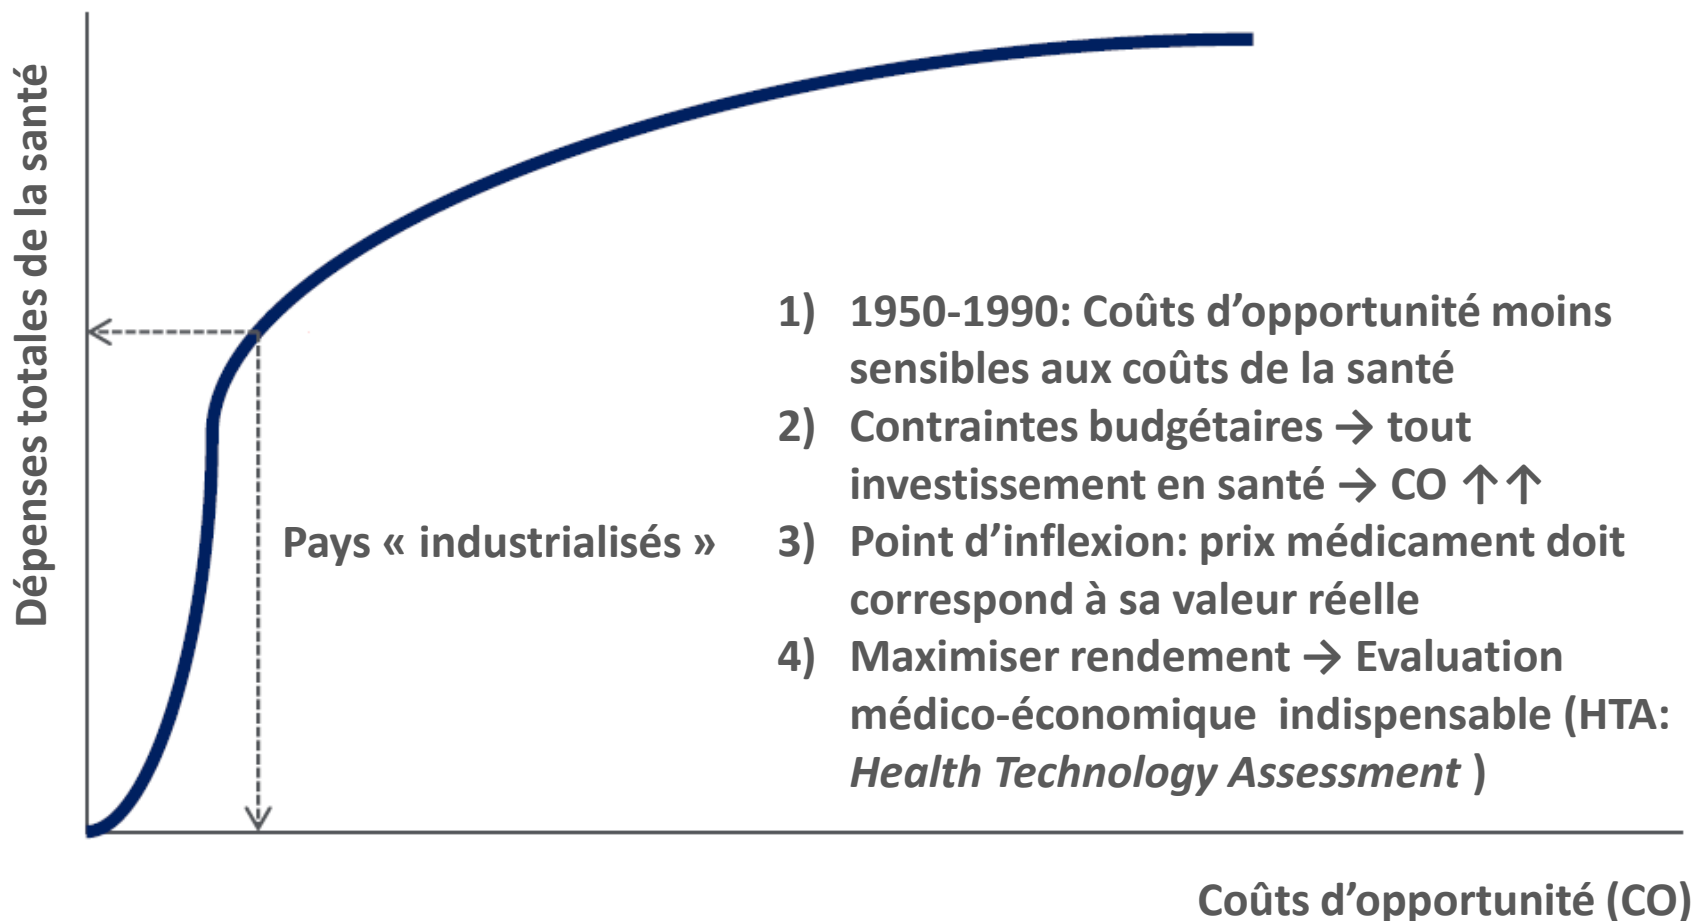 Dépenses totales de la santé
1) 1950-1990: Coûts d’opportunité moins
sensibles aux coûts de la santé
2) Contraintes budgétaires → tout
investissement en santé → CO ↑↑
Pays « industrialisés »
3) Point d’inflexion: prix médicament doit
correspond à sa valeur réelle
4) Maximiser rendement → Evaluation
médico-économique indispensable (HTA:
Health Technology Assessment )
Coûts d’opportunité (CO)